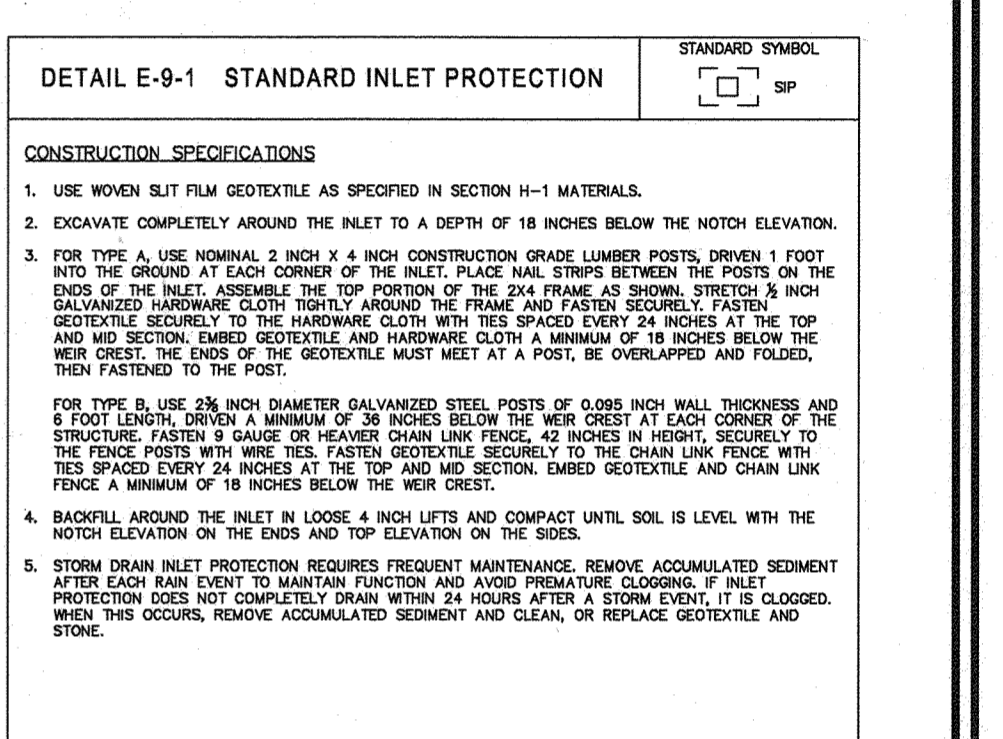 DETAIL E-9-1 STANDARD INLET PROTECTION
STANDARD SYMBOL
SIP
CONSTRUCTION SPECIFICATIONS
1. USE WOVEN SLIT FILM GEOTEXTILE AS SPECIFIED IN SECTION H-1 MATERIALS.
2. EXCAVATE COMPLETELY AROUND THE INLET TO A DEPTH OF 18 INCHES BELOW THE NOTCH ELEVATION.
3. FOR TYPE A, USE NOMINAL 2 INCH X 4 INCH CONSTRUCTION GRADE LUMBER POSTS, DRIVEN 1 FOOT
INTO THE GROUND AT EACH CORNER OF THE INLET. PLACE NAIL STRIPS BETWEEN THE POSTS ON THE
ENDS OF THE INLET. ASSEMBLE THE TOP PORTION OF THE 2X4 FRAME AS SHOWN. STRETCH ½ INCH
GALVANIZED HARDWARE CLOTH TIGHTLY AROUND THE FRAME AND FASTEN SECURELY. FASTEN
GEOTEXTILE SECURELY TO THE HARDWARE CLOTH WITH TIES SPACED EVERY 24 INCHES AT THE TOP
AND MID SECTION. EMBED GEOTEXTILE AND HARDWARE CLOTH A MINIMUM OF 18 INCHES BELOW THE
WEIR CREST. THE ENDS OF THE GEOTEXTILE MUST MEET AT A POST, BE OVERLAPPED AND FOLDED,
THEN FASTENED TO THE POST.
FOR TYPE B, USE 2⅜ INCH DIAMETER GALVANIZED STEEL POSTS OF 0.095 INCH WALL THICKNESS AND
6 FOOT LENGTH, DRIVEN A MINIMUM OF 36 INCHES BELOW THE WEIR CREST AT EACH CORNER OF THE
STRUCTURE. FASTEN 9 GAUGE OR HEAVIER CHAIN LINK FENCE, 42 INCHES IN HEIGHT, SECURELY TO
THE FENCE POSTS WITH WIRE TIES. FASTEN GEOTEXTILE SECURELY TO THE CHAIN LINK FENCE WITH
TIES SPACED EVERY 24 INCHES AT THE TOP AND MID SECTION. EMBED GEOTEXTILE AND CHAIN LINK
FENCE A MINIMUM OF 18 INCHES BELOW THE WEIR CREST.
4. BACKFILL AROUND THE INLET IN LOOSE 4 INCH LIFTS AND COMPACT UNTIL SOIL IS LEVEL WITH THE
NOTCH ELEVATION ON THE ENDS AND TOP ELEVATION ON THE SIDES.
5. STORM DRAIN INLET PROTECTION REQUIRES FREQUENT MAINTENANCE. REMOVE ACCUMULATED SEDIMENT
AFTER EACH RAIN EVENT TO MAINTAIN FUNCTION AND AVOID PREMATURE CLOGGING. IF INLET
PROTECTION DOES NOT COMPLETELY DRAIN WITHIN 24 HOURS AFTER A STORM EVENT, IT IS CLOGGED.
WHEN THIS OCCURS, REMOVE ACCUMULATED SEDIMENT AND CLEAN, OR REPLACE GEOTEXTILE AND
STONE.